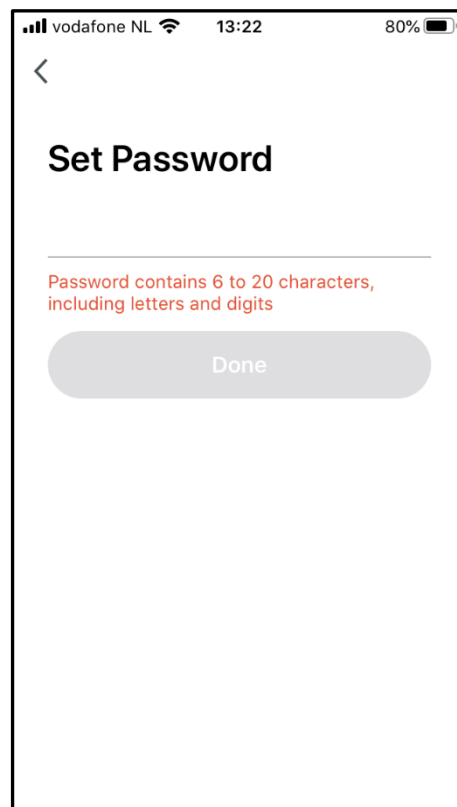 vodafone NL 13:22 80%
Set Password
Password contains 6 to 20 characters,
including letters and digits
Done